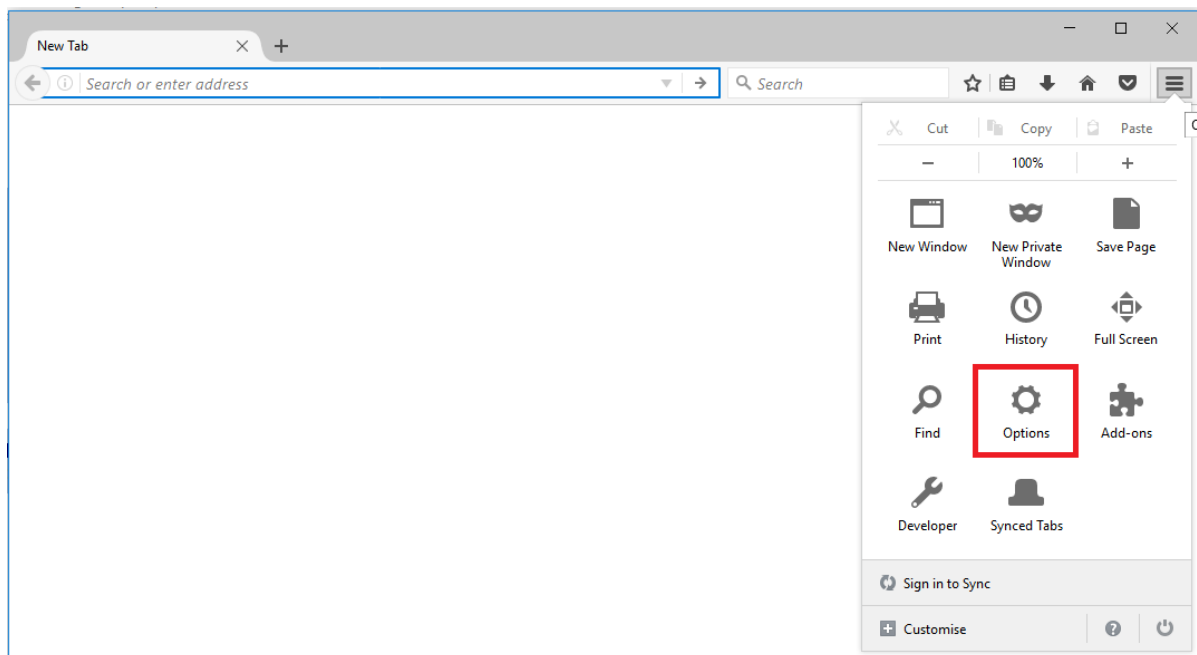 New Tab
Search or enter address
Search
Cut Copy Paste
− 100% +
New Window New Private Window Save Page
Print History Full Screen
Find Options Add-ons
Developer Synced Tabs
Sign in to Sync
Customise